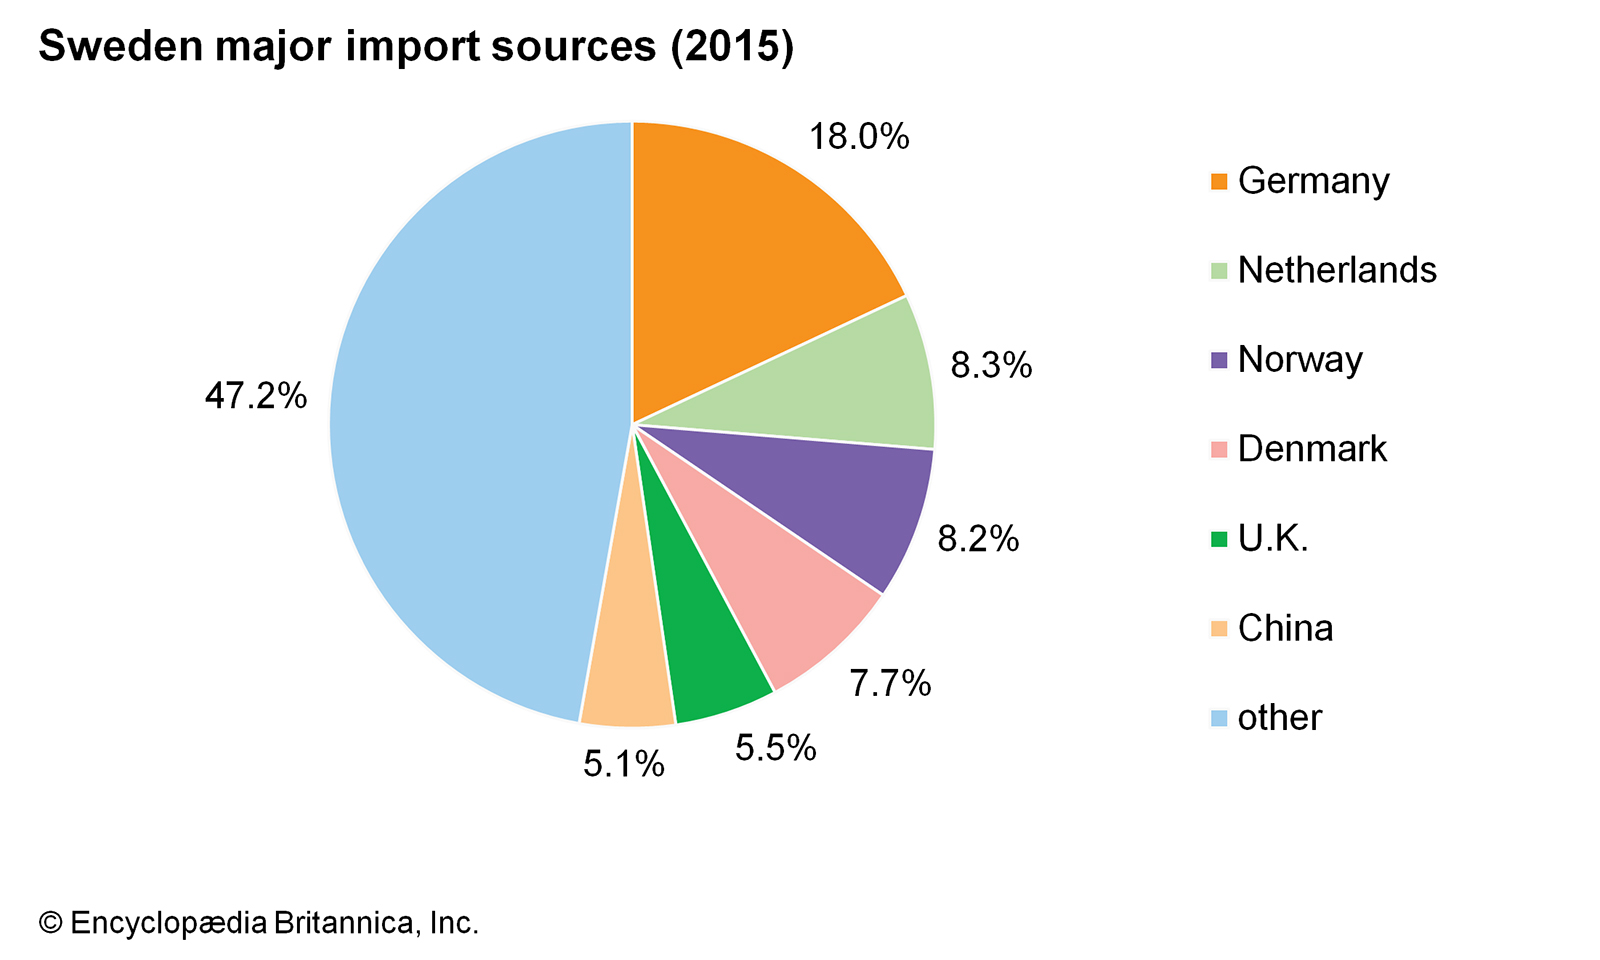 Sweden major import sources (2015)
18.0%
8.3%
8.2%
7.7%
5.5%
5.1%
47.2%
Germany
Netherlands
Norway
Denmark
U.K.
China
other
© Encyclopædia Britannica, Inc.